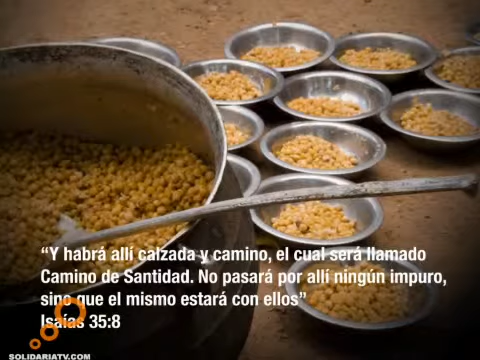 “Y habrá allí calzada y camino, el cual será llamado
Camino de Santidad. No pasará por allí ningún impuro,
sino que el mismo estará con ellos”
Isaías 35:8
SOLIDARIATV.COM